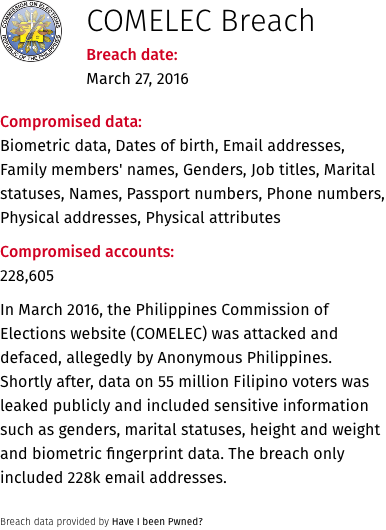 COMMISSION ON ELECTIONS
REPUBLIC OF THE PHILIPPINES
COMELEC Breach
Breach date:
March 27, 2016
Compromised data:
Biometric data, Dates of birth, Email addresses,
Family members' names, Genders, Job titles, Marital
statuses, Names, Passport numbers, Phone numbers,
Physical addresses, Physical attributes
Compromised accounts:
228,605
In March 2016, the Philippines Commission of
Elections website (COMELEC) was attacked and
defaced, allegedly by Anonymous Philippines.
Shortly after, data on 55 million Filipino voters was
leaked publicly and included sensitive information
such as genders, marital statuses, height and weight
and biometric fingerprint data. The breach only
included 228k email addresses.
Breach data provided by Have I been Pwned?